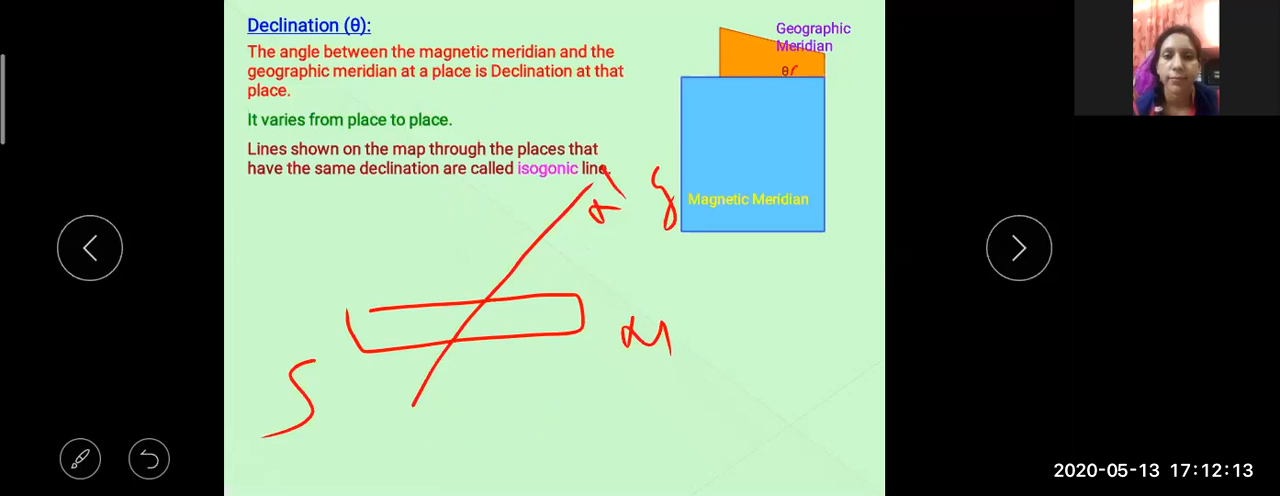 Declination (θ):
The angle between the magnetic meridian and the
geographic meridian at a place is Declination at that
place.
It varies from place to place.
Lines shown on the map through the places that
have the same declination are called isogonic line.
Geographic
Meridian
θ
Magnetic Meridian
S
2020-05-13 17:12:13